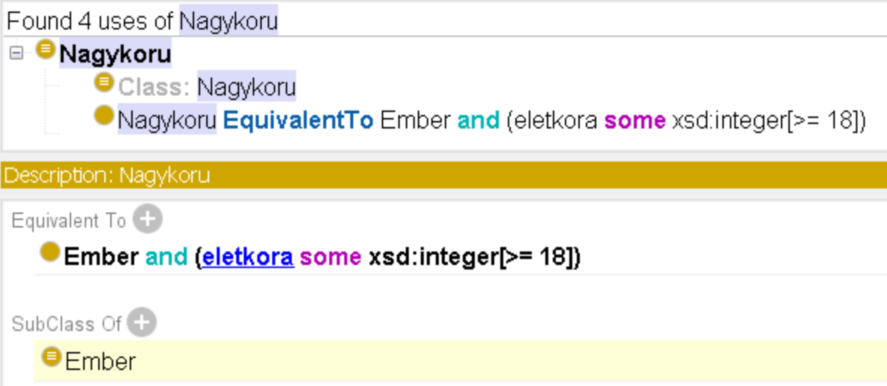 Found 4 uses of Nagykoru
Nagykoru
Class: Nagykoru
Nagykoru EquivalentTo Ember and (eletkora some xsd:integer[>= 18])
Description: Nagykoru
Equivalent To
Ember and (eletkora some xsd:integer[>= 18])
SubClass Of
Ember